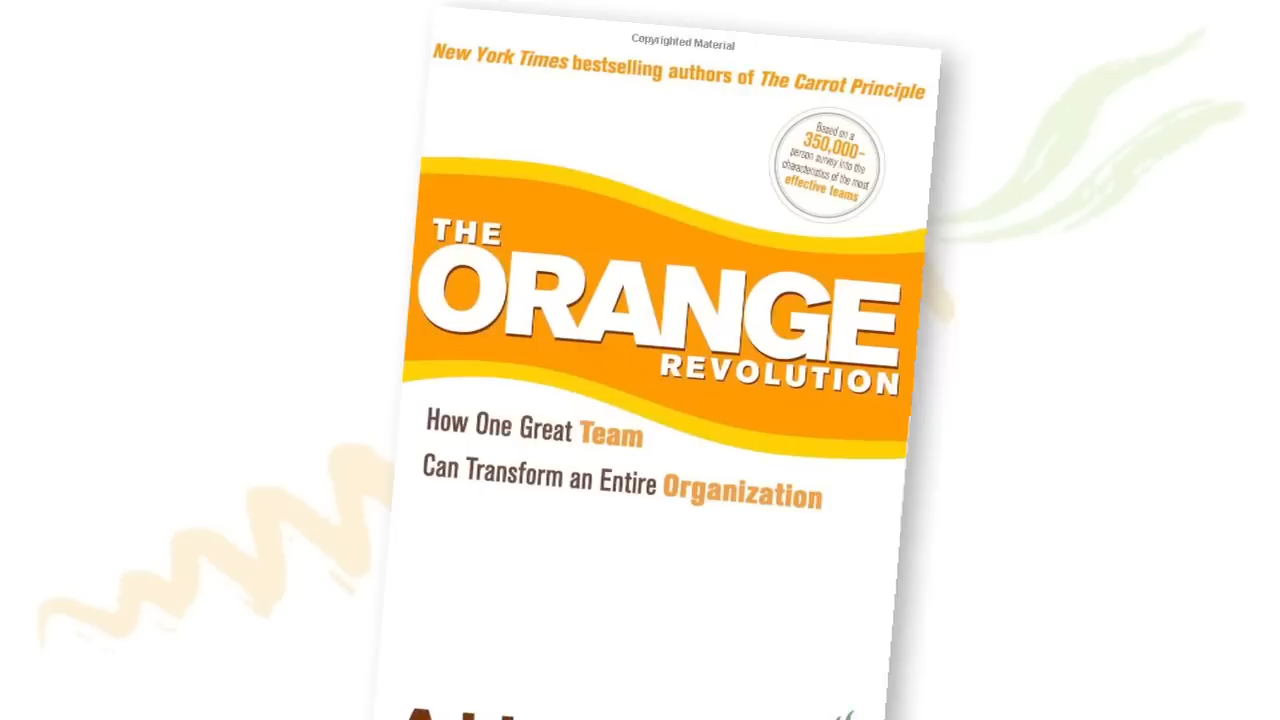 Copyrighted Material
New York Times bestselling authors of The Carrot Principle
Based on a
350,000–
person survey into the
characteristics of the most
effective teams
THE
ORANGE
REVOLUTION
How One Great Team
Can Transform an Entire Organization